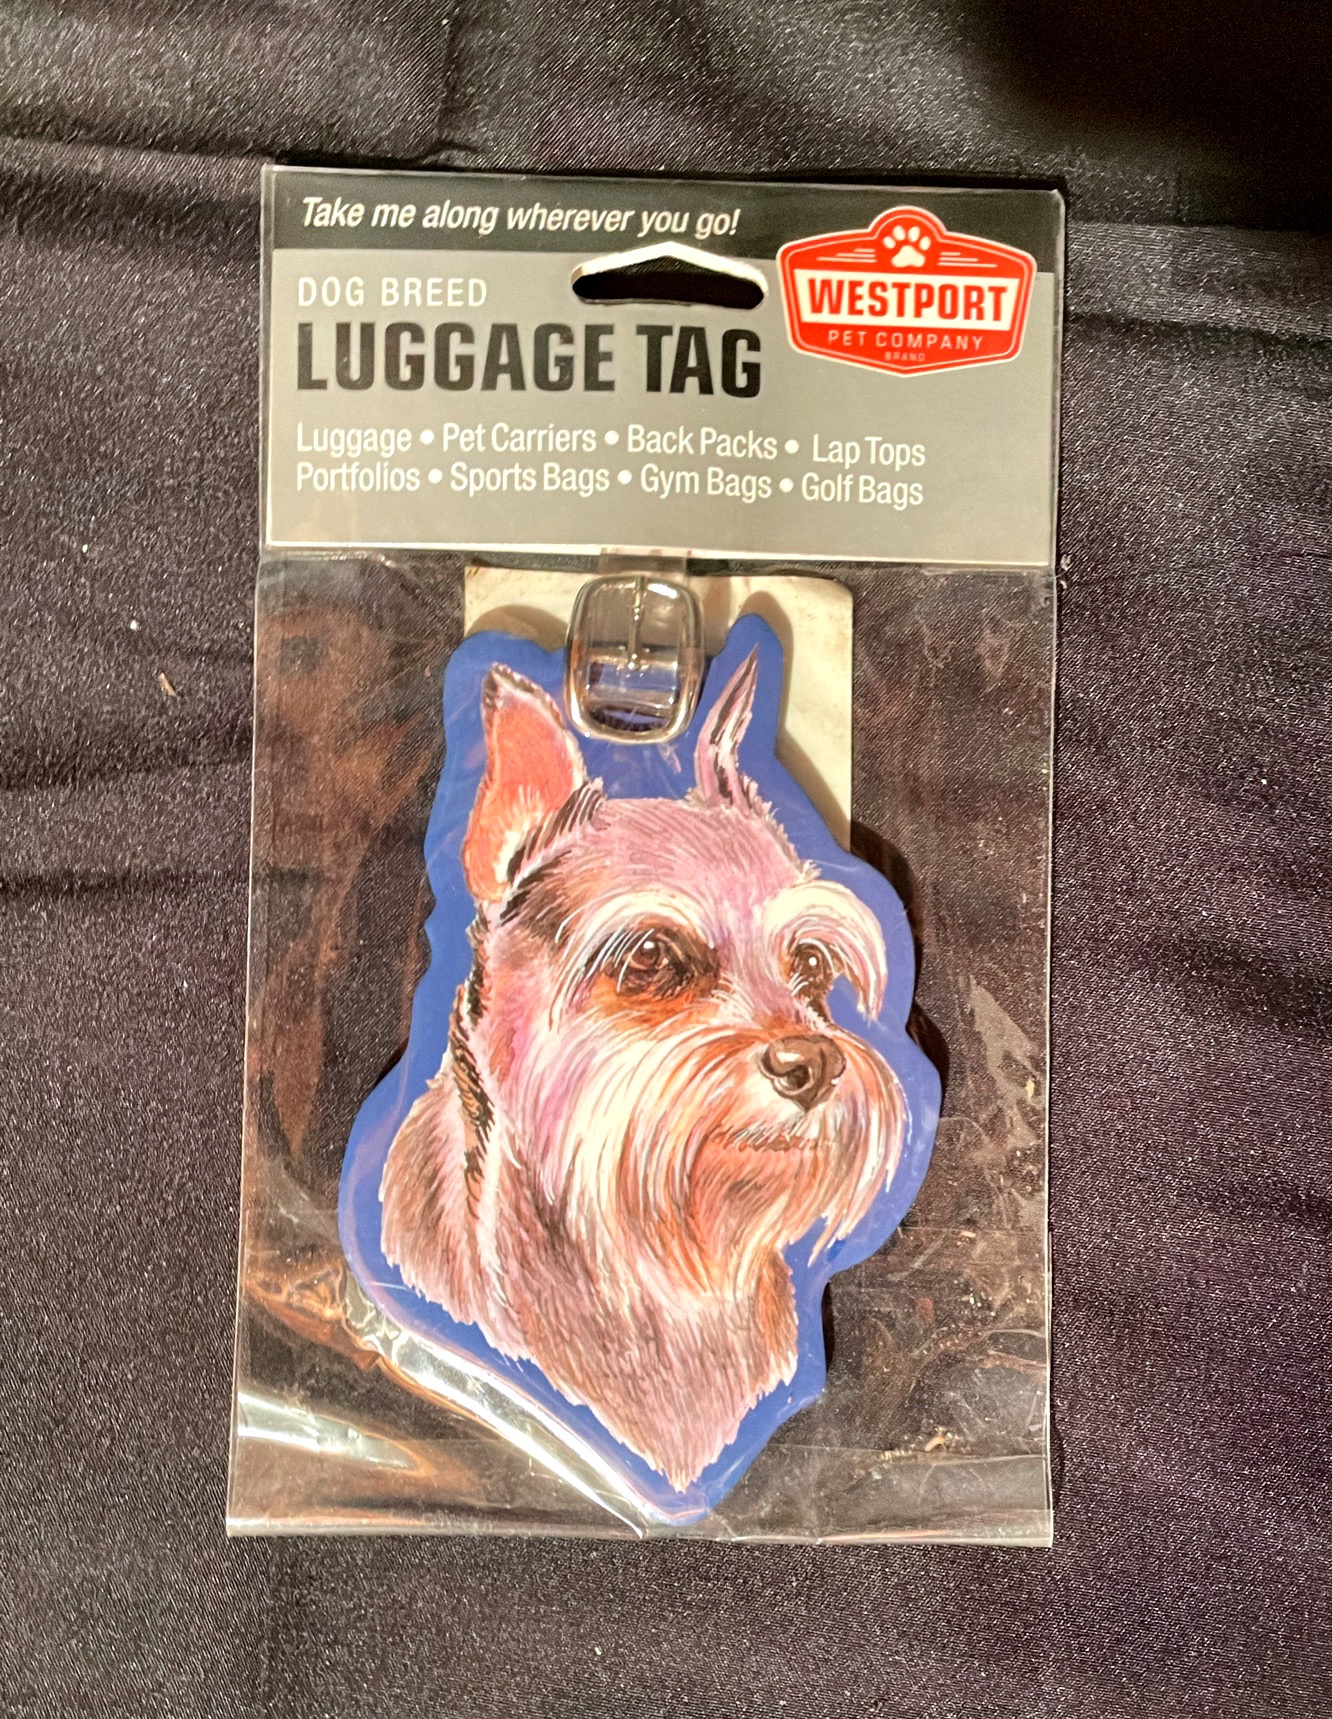 Take me along wherever you go!
DOG BREED
LUGGAGE TAG
WESTPORT
PET COMPANY
BRAND
Luggage • Pet Carriers • Back Packs • Lap Tops
Portfolios • Sports Bags • Gym Bags • Golf Bags